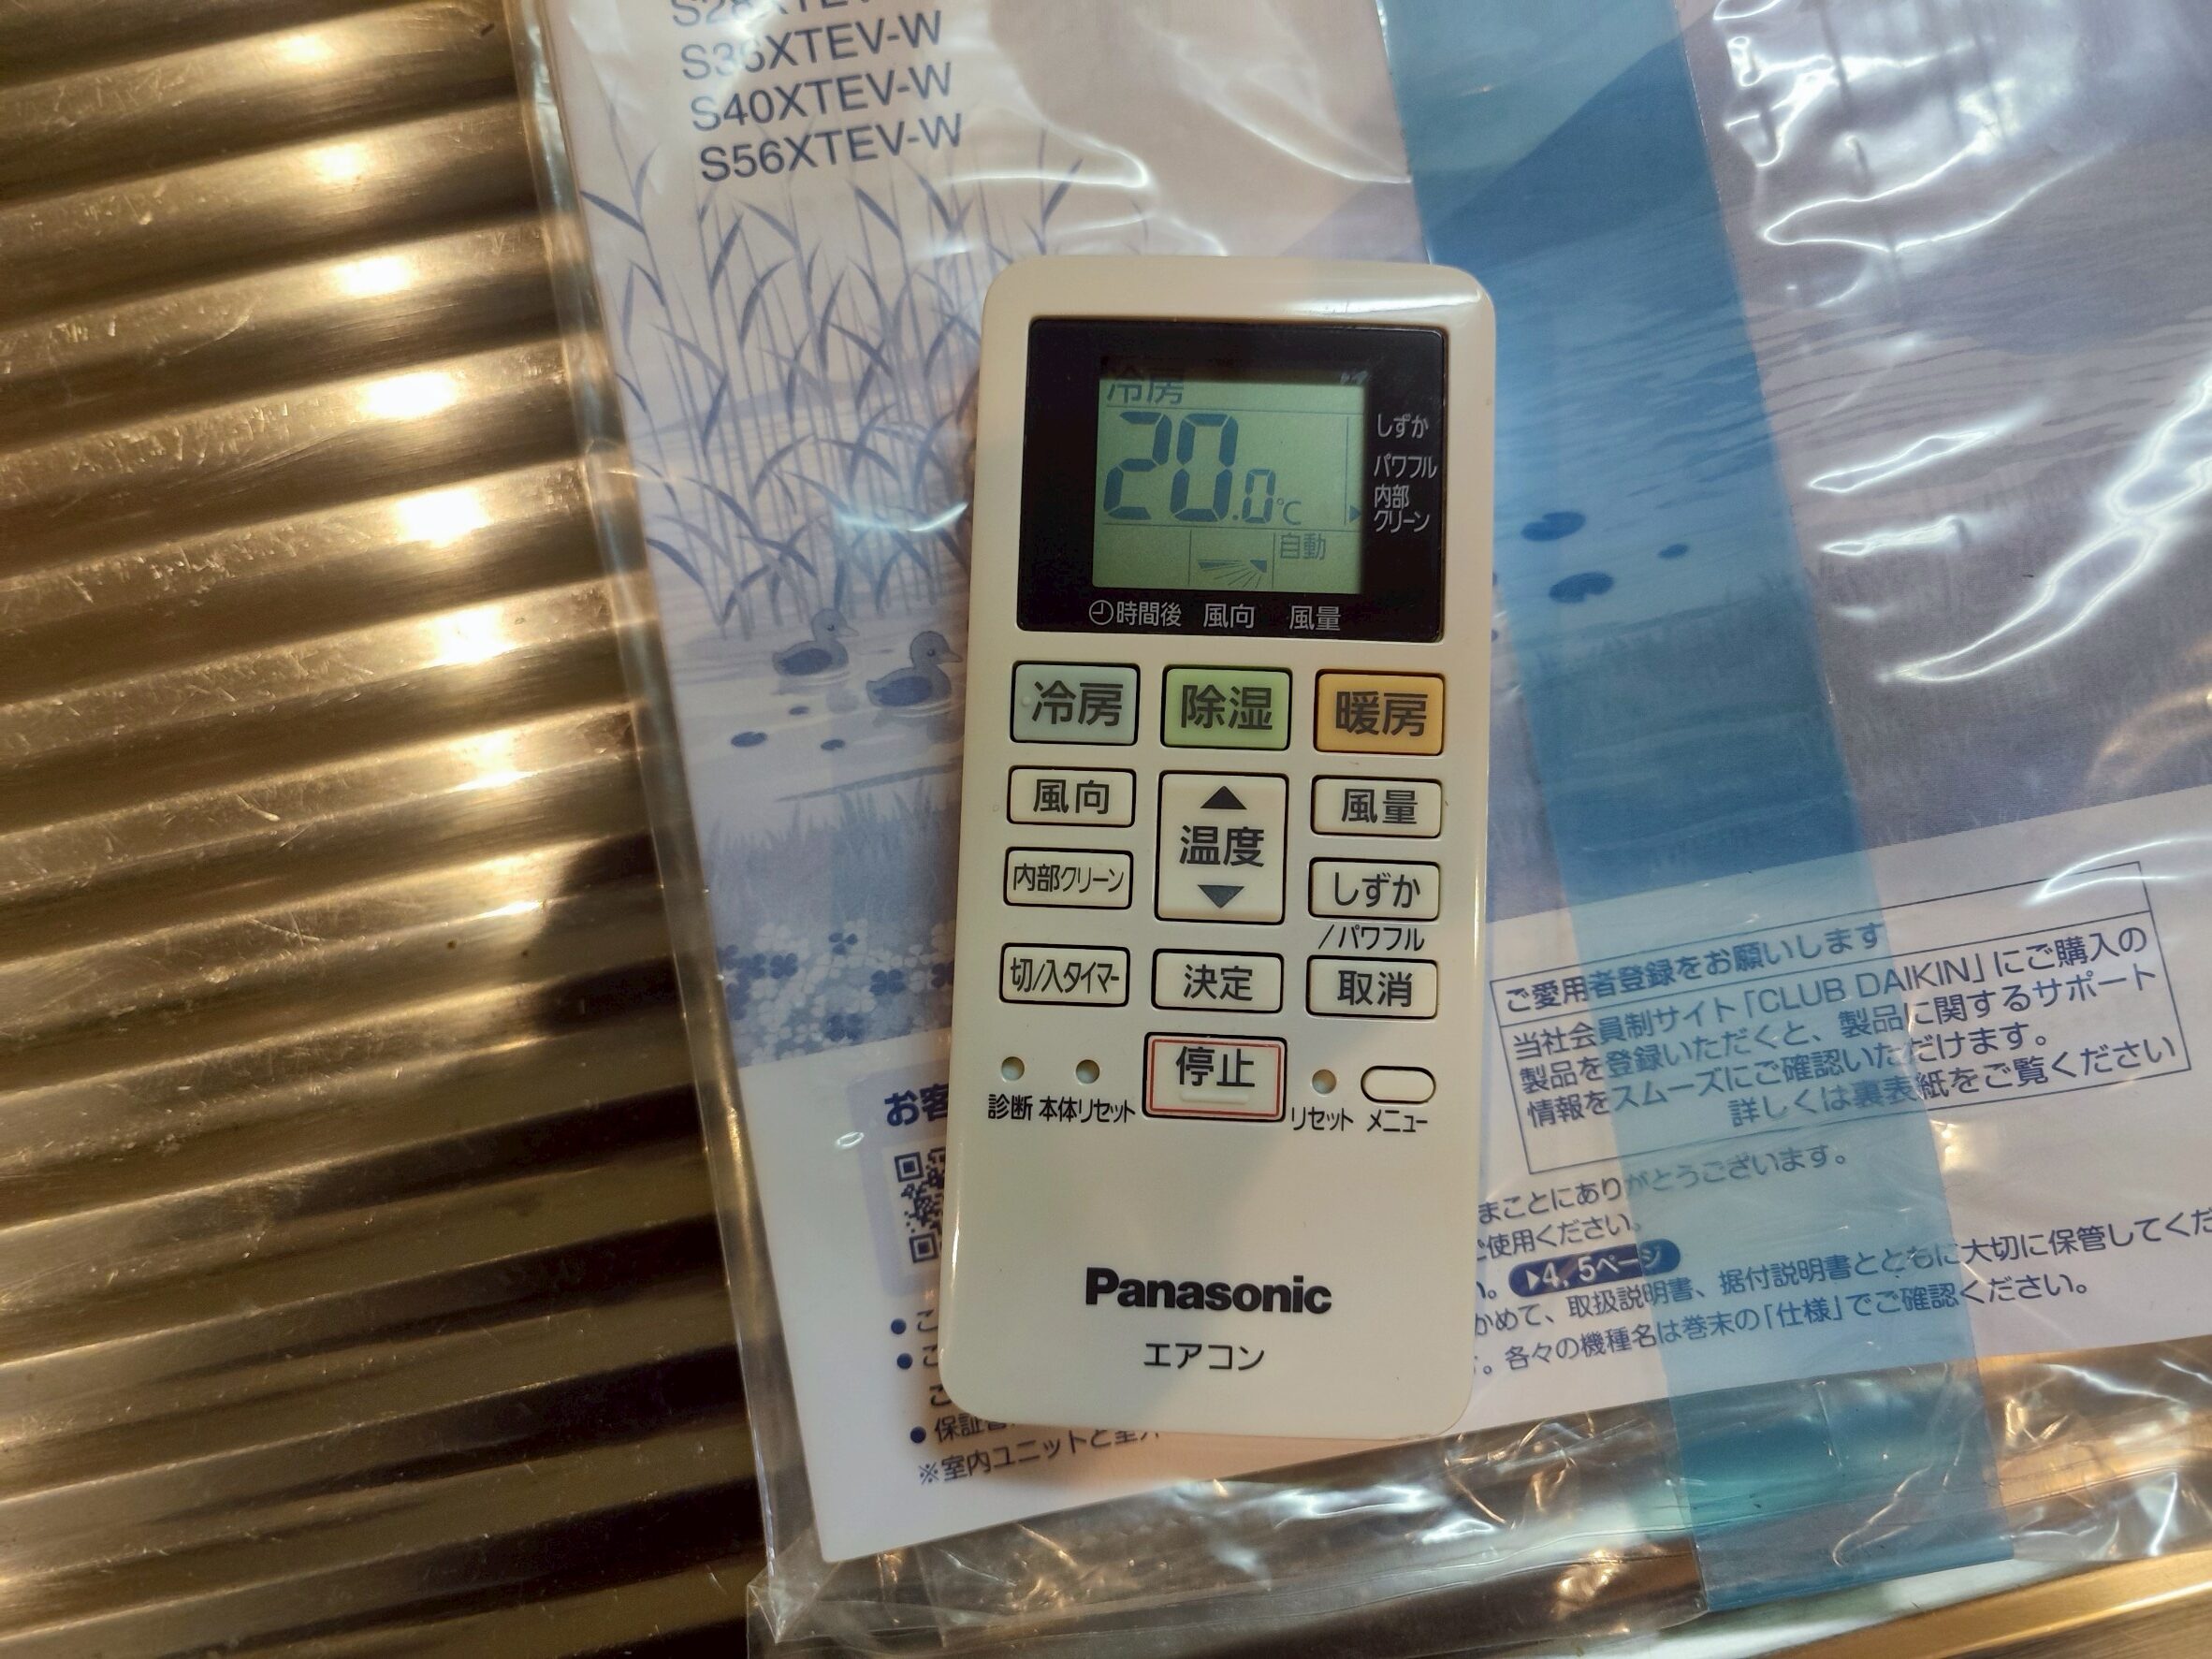 S36XTEV-W
S40XTEV-W
S56XTEV-W
冷房
20.0℃
自動
しずか
パワフル
内部
クリーン
時間後 風向 風量
冷房 除湿 暖房
風向 温度 風量
内部クリーン しずか
/パワフル
切/入タイマー 決定 取消
停止
診断 本体リセット リセット メニュー
Panasonic
エアコン
ご愛用者登録をお願いします
当社会員制サイト「CLUB DAIKIN」にご購入の
製品を登録いただくと、製品に関するサポート
情報をスムーズにご確認いただけます。
詳しくは裏表紙をご覧ください
お客
まことにありがとうございます。
使用ください。
▶4, 5ページ
かめて、取扱説明書、据付説明書とともに大切に保管してくだ
各々の機種名は巻末の「仕様」でご確認ください。
● こ
● こ
こ
● 保証
※室内ユニットと室